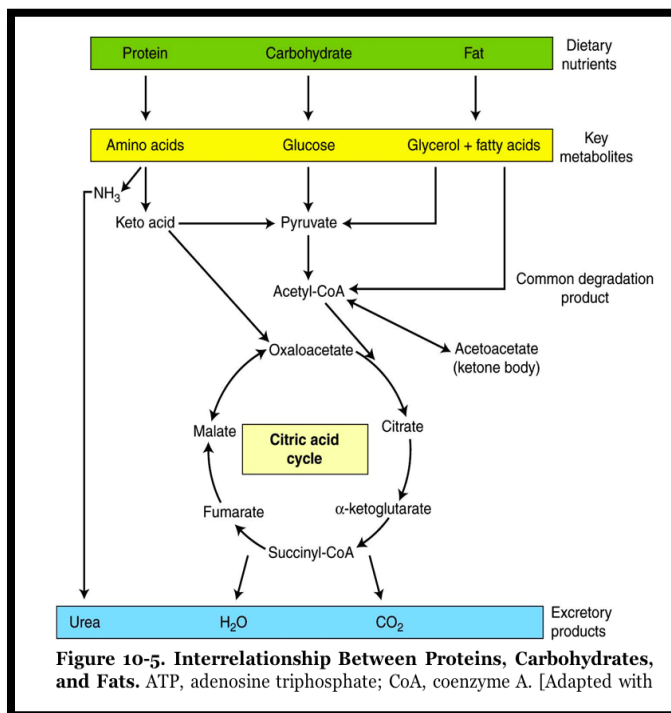 Protein Carbohydrate Fat Dietary
nutrients
Amino acids Glucose Glycerol + fatty acids Key
metabolites
NH₃
Keto acid Pyruvate
Common degradation
product
Acetyl-CoA
Oxaloacetate Acetoacetate
(ketone body)
Malate Citric acid
cycle Citrate
Fumarate α-ketoglutarate
Succinyl-CoA
Urea H₂O CO₂ Excretory
products
Figure 10-5. Interrelationship Between Proteins, Carbohydrates,
and Fats. ATP, adenosine triphosphate; CoA, coenzyme A. [Adapted with